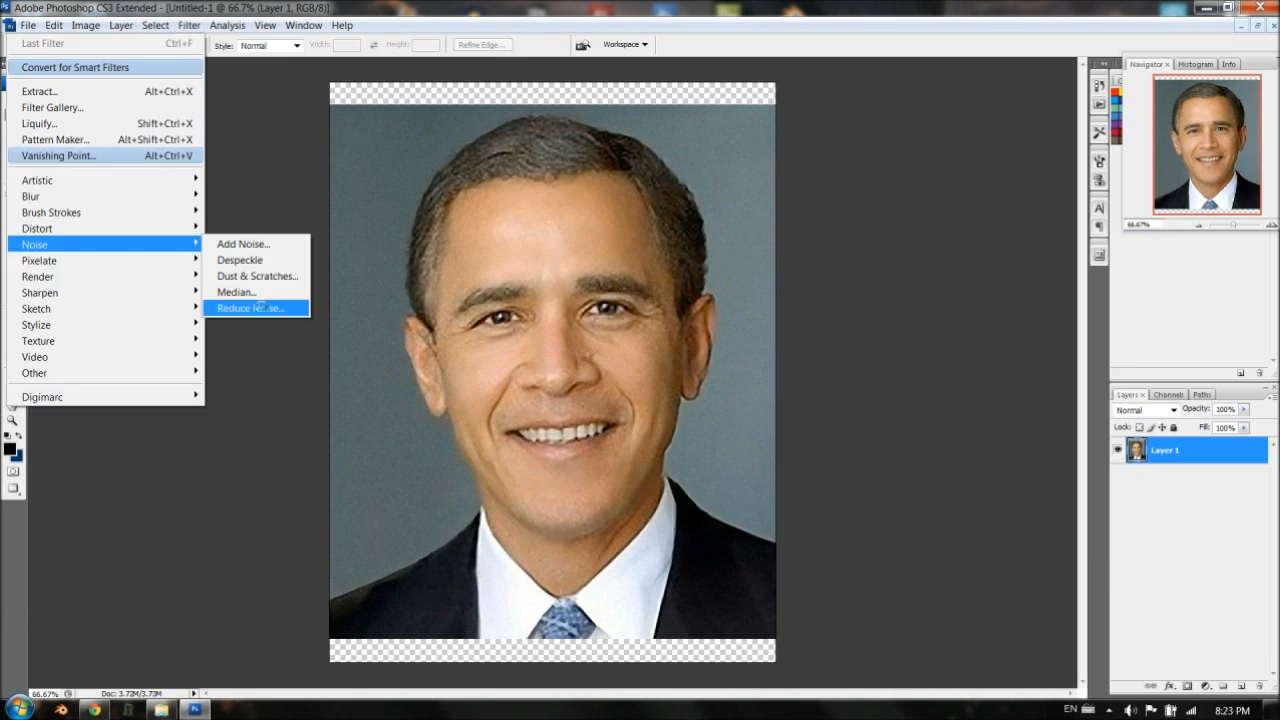 Adobe Photoshop CS3 Extended - [Untitled-1 @ 66.7% (Layer 1, RGB/8)]
File Edit Image Layer Select Filter Analysis View Window Help
Style: Normal Width: Height: Refine Edge... Workspace
Last Filter Ctrl+F
Convert for Smart Filters
Extract... Alt+Ctrl+X
Filter Gallery...
Liquify... Shift+Ctrl+X
Pattern Maker... Alt+Shift+Ctrl+X
Vanishing Point... Alt+Ctrl+V
Artistic
Blur
Brush Strokes
Distort
Noise
Pixelate
Render
Sharpen
Sketch
Stylize
Texture
Video
Other
Digimarc
Add Noise...
Despeckle
Dust & Scratches...
Median...
Reduce
Navigator x Histogram Info
66.67%
Layers x Channels Paths
Normal Opacity: 100%
Lock: Fill: 100%
Layer 1
66.67% Doc: 3.72M/3.73M
EN 8:23 PM